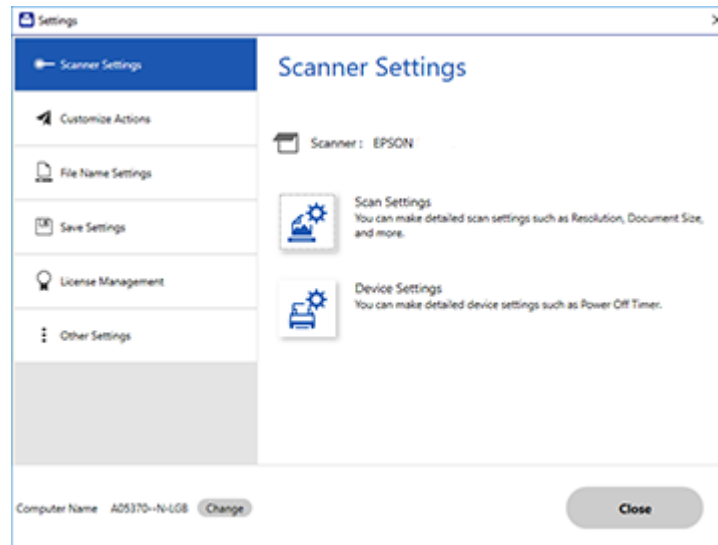 Settings
Scanner Settings
Customize Actions
File Name Settings
Save Settings
License Management
Other Settings
Scanner Settings
Scanner : EPSON
Scan Settings
You can make detailed scan settings such as Resolution, Document Size,
and more.
Device Settings
You can make detailed device settings such as Power Off Timer.
Computer Name A05370--N-LGB Change
Close